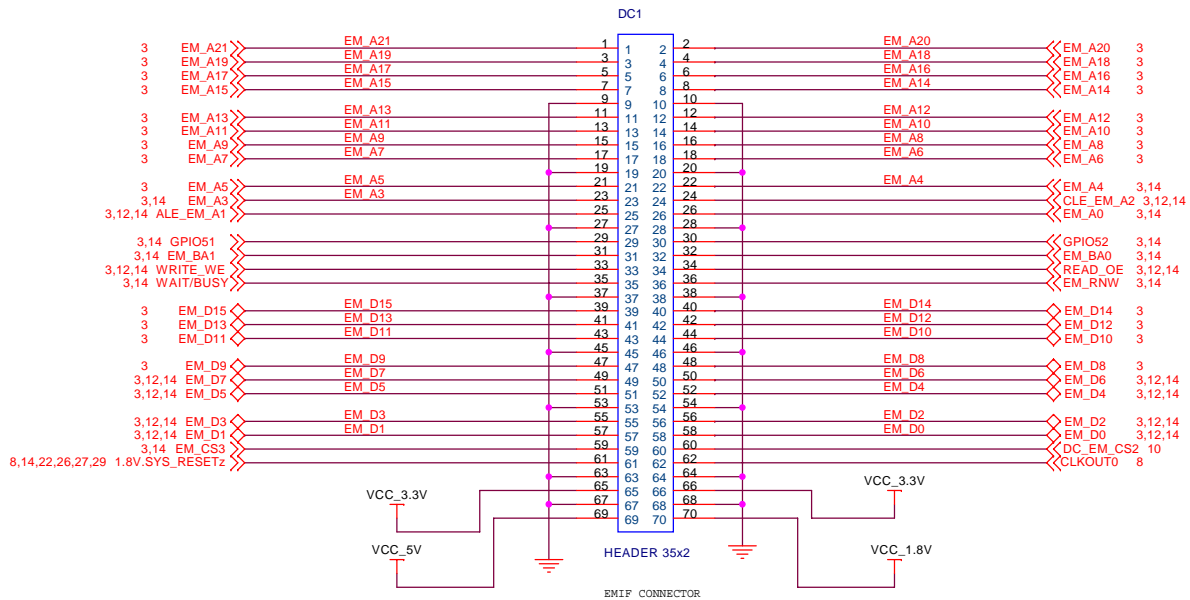 DC1
3 EM_A21 EM_A21 1 1 2 2 EM_A20 EM_A20 3
3 EM_A19 EM_A19 3 3 4 4 EM_A18 EM_A18 3
3 EM_A17 EM_A17 5 5 6 6 EM_A16 EM_A16 3
3 EM_A15 EM_A15 7 7 8 8 EM_A14 EM_A14 3
9 9 10 10
3 EM_A13 EM_A13 11 11 12 12 EM_A12 EM_A12 3
3 EM_A11 EM_A11 13 13 14 14 EM_A10 EM_A10 3
3 EM_A9 EM_A9 15 15 16 16 EM_A8 EM_A8 3
3 EM_A7 EM_A7 17 17 18 18 EM_A6 EM_A6 3
19 19 20 20
3 EM_A5 EM_A5 21 21 22 22 EM_A4 EM_A4 3,14
3,14 EM_A3 EM_A3 23 23 24 24 CLE_EM_A2 3,12,14
3,12,14 ALE_EM_A1 25 25 26 26 EM_A0 3,14
27 27 28 28
3,14 GPIO51 29 29 30 30 GPIO52 3,14
3,14 EM_BA1 31 31 32 32 EM_BA0 3,14
3,12,14 WRITE_WE 33 33 34 34 READ_OE 3,12,14
3,14 WAIT/BUSY 35 35 36 36 EM_RNW 3,14
37 37 38 38
3 EM_D15 EM_D15 39 39 40 40 EM_D14 EM_D14 3
3 EM_D13 EM_D13 41 41 42 42 EM_D12 EM_D12 3
3 EM_D11 EM_D11 43 43 44 44 EM_D10 EM_D10 3
45 45 46 46
3 EM_D9 EM_D9 47 47 48 48 EM_D8 EM_D8 3
3,12,14 EM_D7 EM_D7 49 49 50 50 EM_D6 EM_D6 3,12,14
3,12,14 EM_D5 EM_D5 51 51 52 52 EM_D4 EM_D4 3,12,14
53 53 54 54
3,12,14 EM_D3 EM_D3 55 55 56 56 EM_D2 EM_D2 3,12,14
3,12,14 EM_D1 EM_D1 57 57 58 58 EM_D0 EM_D0 3,12,14
3,14 EM_CS3 59 59 60 60 DC_EM_CS2 10
8,14,22,26,27,29 1.8V.SYS_RESETz 61 61 62 62 CLKOUT0 8
63 63 64 64
VCC_3.3V 65 65 66 66 VCC_3.3V
67 67 68 68
69 69 70 70
VCC_5V HEADER 35x2 VCC_1.8V
EMIF CONNECTOR